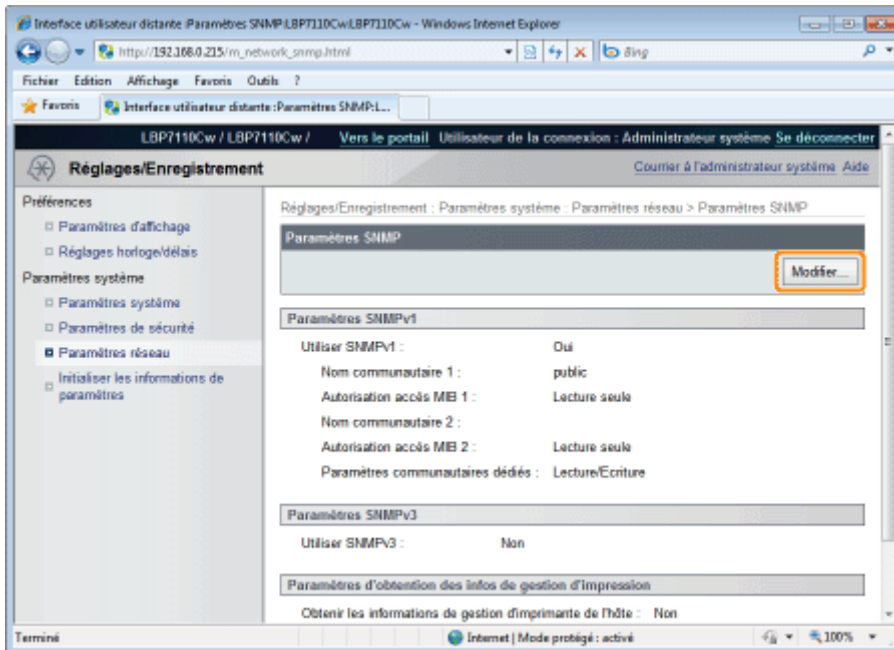 Interface utilisateur distante :Paramètres SNMP:LBP7110Cw:LBP7110Cw - Windows Internet Explorer
http://192.168.0.215/m_network_snmp.html
Bing
Fichier Edition Affichage Favoris Outils ?
Favoris Interface utilisateur distante :Paramètres SNMP:L...
LBP7110Cw / LBP7110Cw / Vers le portail Utilisateur de la connexion : Administrateur système Se déconnecter
Réglages/Enregistrement
Courrier à l'administrateur système Aide
Préférences
Paramètres d'affichage
Réglages horloge/délais
Paramètres système
Paramètres système
Paramètres de sécurité
Paramètres réseau
Initialiser les informations de
paramètres
Réglages/Enregistrement : Paramètres système : Paramètres réseau > Paramètres SNMP
Paramètres SNMP
Modifier...
Paramètres SNMPv1
Utiliser SNMPv1 : Oui
Nom communautaire 1 : public
Autorisation accès MIB 1 : Lecture seule
Nom communautaire 2 :
Autorisation accès MIB 2 : Lecture seule
Paramètres communautaires dédiés : Lecture/Ecriture
Paramètres SNMPv3
Utiliser SNMPv3 : Non
Paramètres d'obtention des infos de gestion d'impression
Obtenir les informations de gestion d'imprimante de l'hôte : Non
Terminé
Internet | Mode protégé : activé
100%